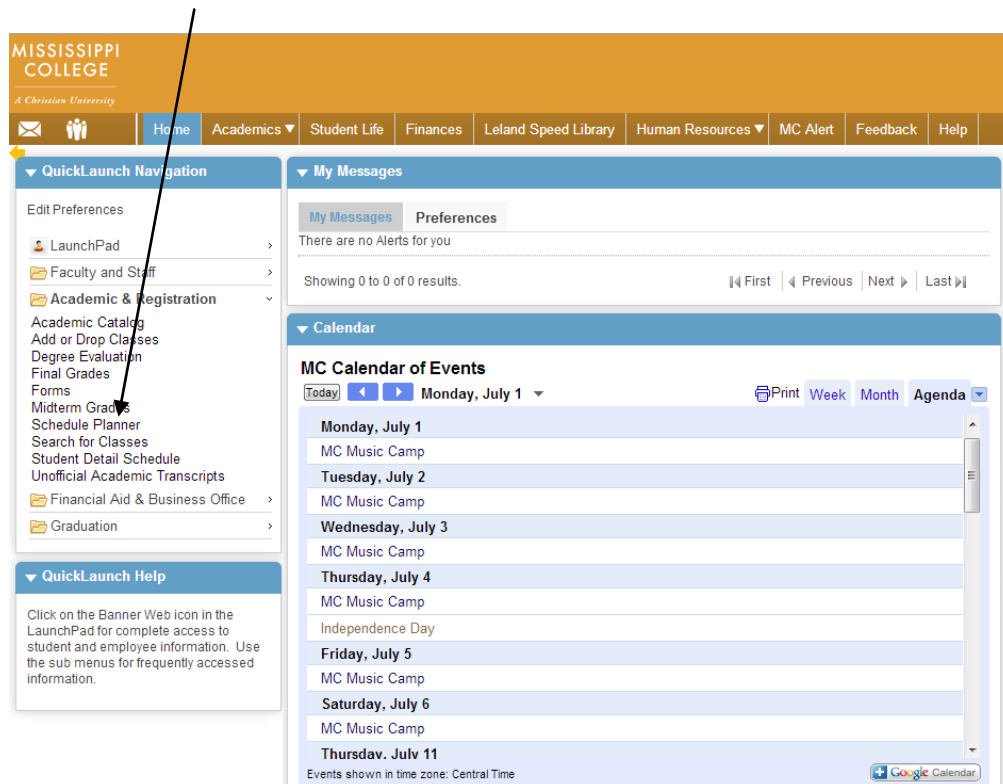 MISSISSIPPI
COLLEGE
A Christian University
Home Academics Student Life Finances Leland Speed Library Human Resources MC Alert Feedback Help
QuickLaunch Navigation
Edit Preferences
LaunchPad
Faculty and Staff
Academic & Registration
Academic Catalog
Add or Drop Classes
Degree Evaluation
Final Grades
Forms
Midterm Grades
Schedule Planner
Search for Classes
Student Detail Schedule
Unofficial Academic Transcripts
Financial Aid & Business Office
Graduation
QuickLaunch Help
Click on the Banner Web icon in the
LaunchPad for complete access to
student and employee information. Use
the sub menus for frequently accessed
information.
My Messages
My Messages Preferences
There are no Alerts for you
Showing 0 to 0 of 0 results. First Previous Next Last
Calendar
MC Calendar of Events
Today Monday, July 1 Print Week Month Agenda
Monday, July 1
MC Music Camp
Tuesday, July 2
MC Music Camp
Wednesday, July 3
MC Music Camp
Thursday, July 4
MC Music Camp
Independence Day
Friday, July 5
MC Music Camp
Saturday, July 6
MC Music Camp
Thursday, July 11
Events shown in time zone: Central Time Google Calendar